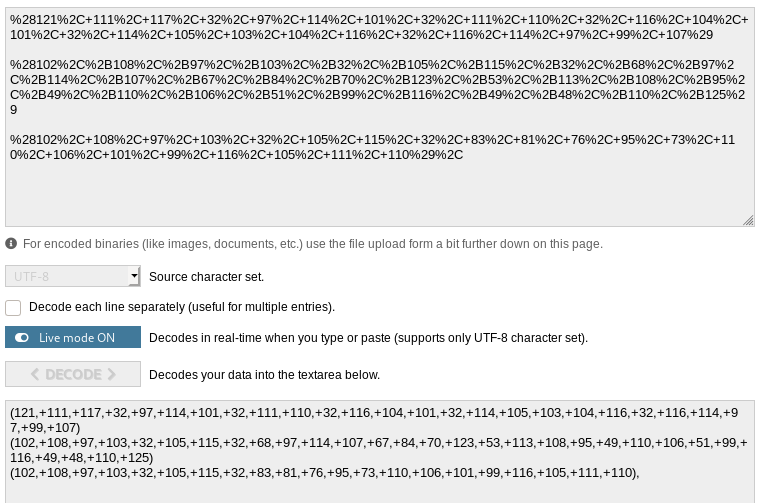 %28121%2C+111%2C+117%2C+32%2C+97%2C+114%2C+101%2C+32%2C+111%2C+110%2C+32%2C+116%2C+104%2C+
101%2C+32%2C+114%2C+105%2C+103%2C+104%2C+116%2C+32%2C+116%2C+114%2C+97%2C+99%2C+107%29
%28102%2C%2B108%2C%2B97%2C%2B103%2C%2B32%2C%2B105%2C%2B115%2C%2B32%2C%2B68%2C%2B97%2
C%2B114%2C%2B107%2C%2B67%2C%2B84%2C%2B70%2C%2B123%2C%2B53%2C%2B113%2C%2B108%2C%2B95%2
C%2B49%2C%2B110%2C%2B106%2C%2B51%2C%2B99%2C%2B116%2C%2B49%2C%2B48%2C%2B110%2C%2B125%2
9
%28102%2C+108%2C+97%2C+103%2C+32%2C+105%2C+115%2C+32%2C+83%2C+81%2C+76%2C+95%2C+73%2C+11
0%2C+106%2C+101%2C+99%2C+116%2C+105%2C+111%2C+110%29%2C
For encoded binaries (like images, documents, etc.) use the file upload form a bit further down on this page.
UTF-8 Source character set.
Decode each line separately (useful for multiple entries).
Live mode ON Decodes in real-time when you type or paste (supports only UTF-8 character set).
< DECODE > Decodes your data into the textarea below.
(121,+111,+117,+32,+97,+114,+101,+32,+111,+110,+32,+116,+104,+101,+32,+114,+105,+103,+104,+116,+32,+116,+114,+9
7,+99,+107)
(102,+108,+97,+103,+32,+105,+115,+32,+68,+97,+114,+107,+67,+84,+70,+123,+53,+113,+108,+95,+49,+110,+106,+51,+99,+
116,+49,+48,+110,+125)
(102,+108,+97,+103,+32,+105,+115,+32,+83,+81,+76,+95,+73,+110,+106,+101,+99,+116,+105,+111,+110),